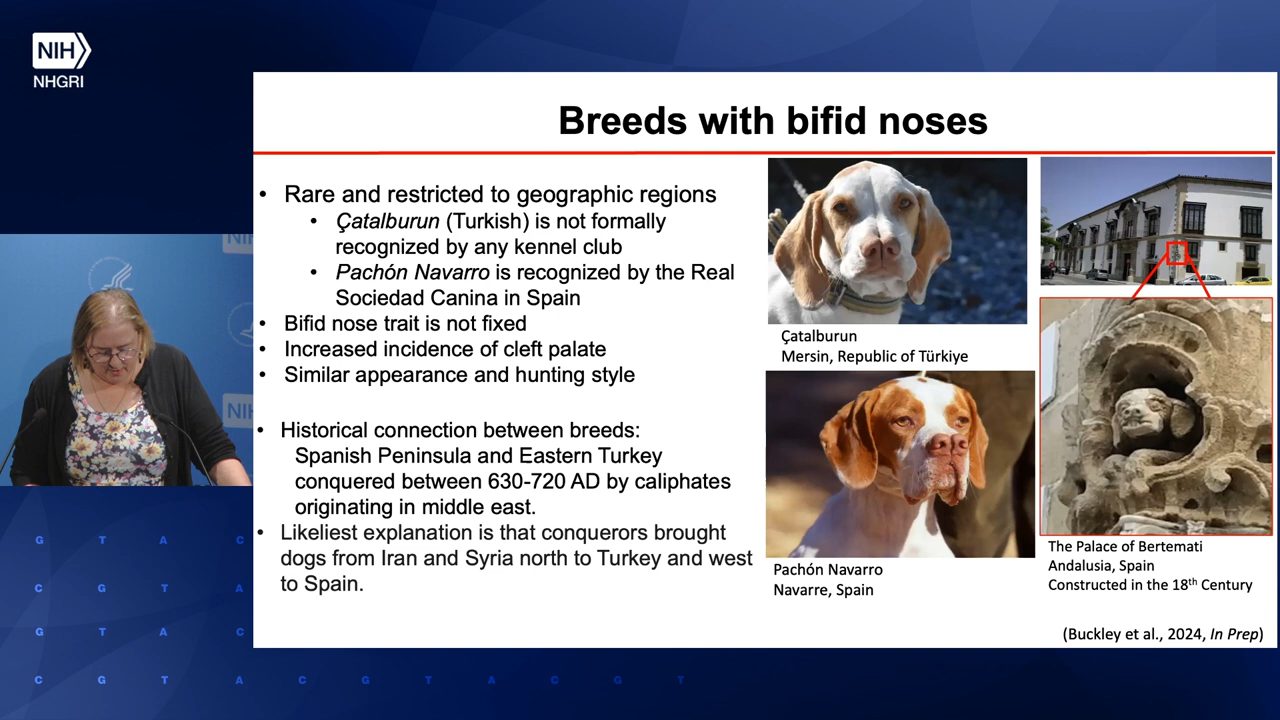 NIH
NHGRI
Breeds with bifid noses
• Rare and restricted to geographic regions
• Çatalburun (Turkish) is not formally
recognized by any kennel club
• Pachón Navarro is recognized by the Real
Sociedad Canina in Spain
• Bifid nose trait is not fixed
• Increased incidence of cleft palate
• Similar appearance and hunting style
• Historical connection between breeds:
Spanish Peninsula and Eastern Turkey
conquered between 630-720 AD by caliphates
originating in middle east.
• Likeliest explanation is that conquerors brought
dogs from Iran and Syria north to Turkey and west
to Spain.
Çatalburun
Mersin, Republic of Türkiye
Pachón Navarro
Navarre, Spain
The Palace of Bertemati
Andalusia, Spain
Constructed in the 18th Century
(Buckley et al., 2024, In Prep)
NIH
NIH
G T A C
C G T A
G T A C
C G T A C G T A C G T